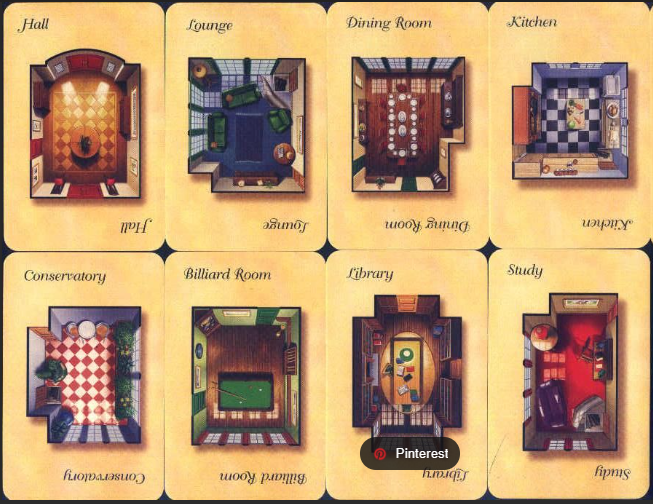 Hall
Lounge
Dining Room
Kitchen
Hall
Lounge
Dining Room
Kitchen
Conservatory
Billiard Room
Library
Study
Pinterest
Conservatory
Billiard Room
Library
Study